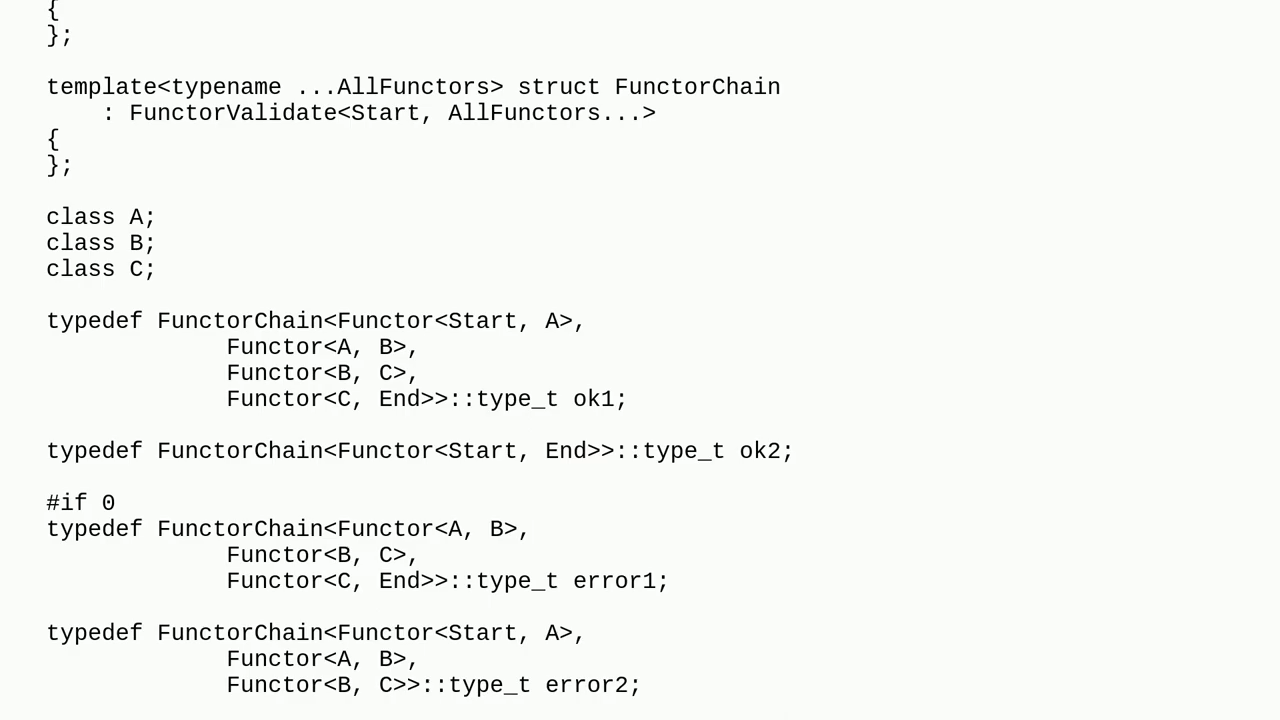 {
};

template<typename ...AllFunctors> struct FunctorChain
    : FunctorValidate<Start, AllFunctors...>
{
};

class A;
class B;
class C;

typedef FunctorChain<Functor<Start, A>,
             Functor<A, B>,
             Functor<B, C>,
             Functor<C, End>>::type_t ok1;

typedef FunctorChain<Functor<Start, End>>::type_t ok2;

#if 0
typedef FunctorChain<Functor<A, B>,
             Functor<B, C>,
             Functor<C, End>>::type_t error1;

typedef FunctorChain<Functor<Start, A>,
             Functor<A, B>,
             Functor<B, C>>::type_t error2;